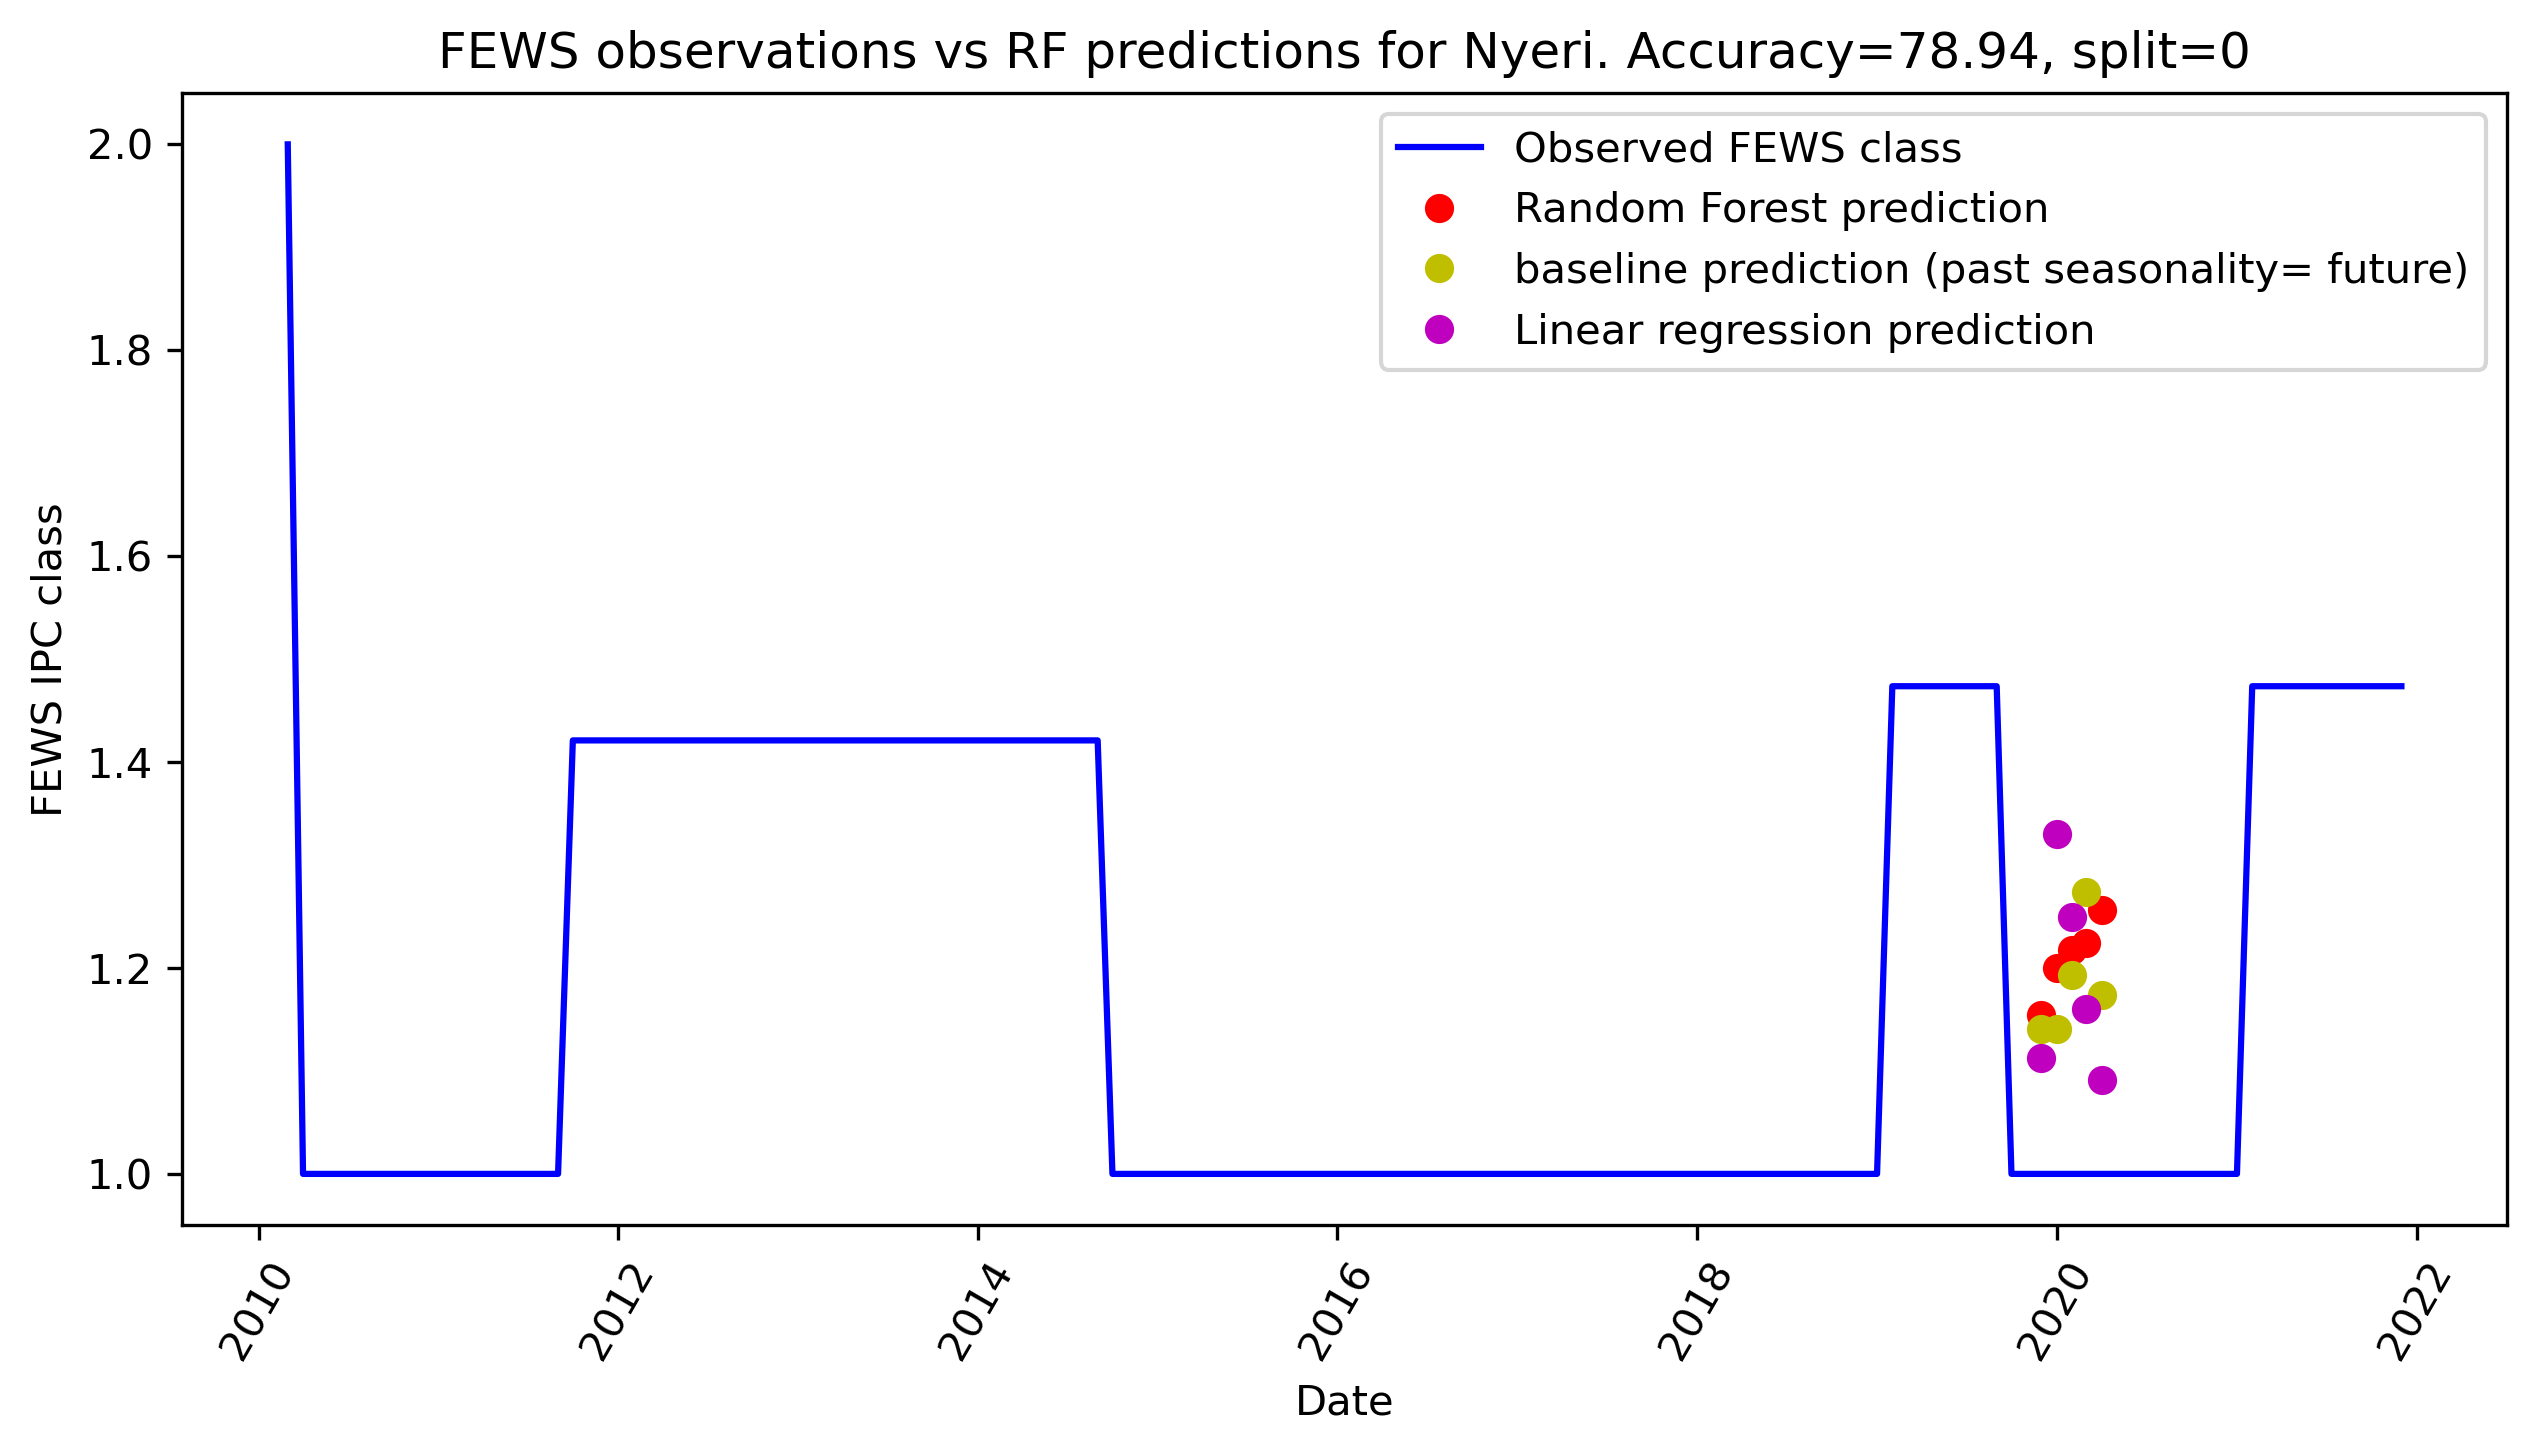 FEWS observations vs RF predictions for Nyeri. Accuracy=78.94, split=0
Observed FEWS class
Random Forest prediction
baseline prediction (past seasonality= future)
Linear regression prediction
FEWS IPC class
2.0
1.8
1.6
1.4
1.2
1.0
2010
2012
2014
2016
2018
2020
2022
Date